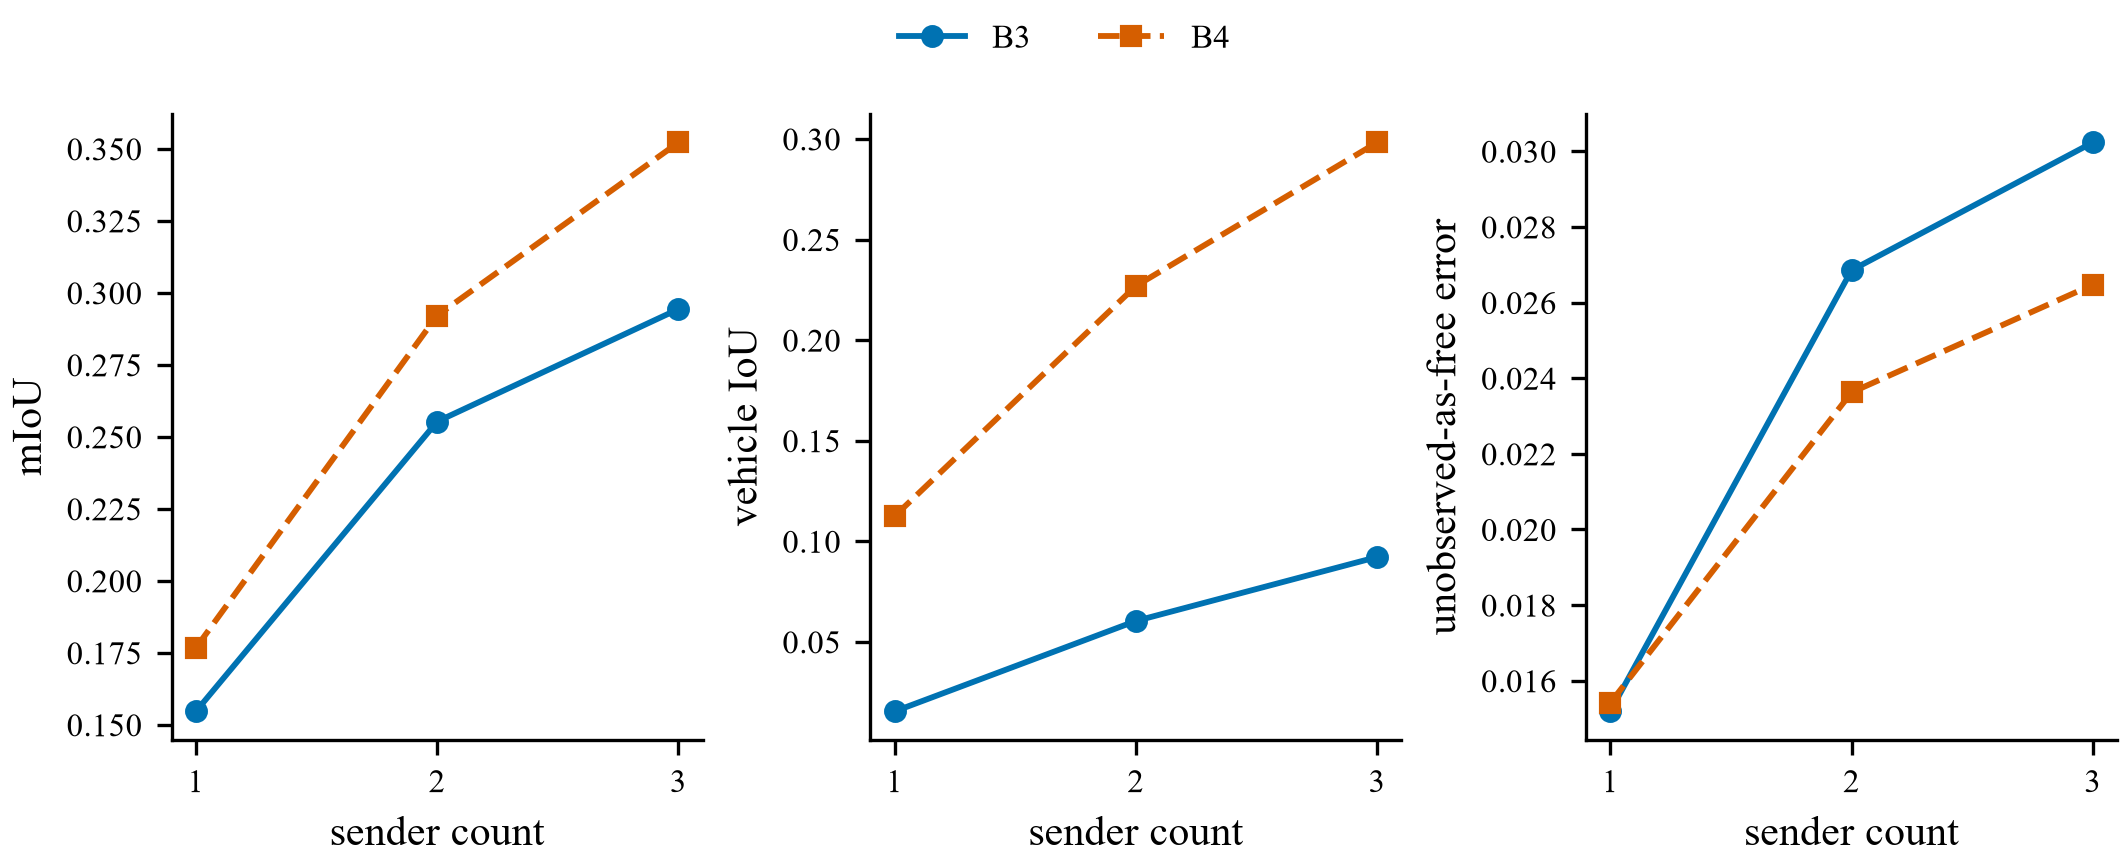 B3 B4
mIoU
0.350
0.325
0.300
0.275
0.250
0.225
0.200
0.175
0.150
1 2 3
sender count
vehicle IoU
0.30
0.25
0.20
0.15
0.10
0.05
1 2 3
sender count
unobserved-as-free error
0.030
0.028
0.026
0.024
0.022
0.020
0.018
0.016
1 2 3
sender count